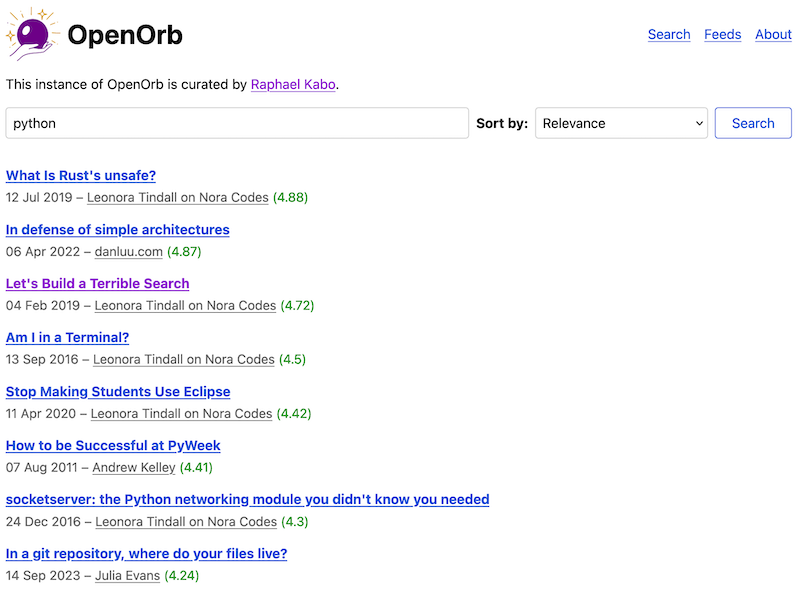 OpenOrb
Search Feeds About
This instance of OpenOrb is curated by Raphael Kabo.
python Sort by: Relevance Search
What Is Rust's unsafe?
12 Jul 2019 – Leonora Tindall on Nora Codes (4.88)
In defense of simple architectures
06 Apr 2022 – danluu.com (4.87)
Let's Build a Terrible Search
04 Feb 2019 – Leonora Tindall on Nora Codes (4.72)
Am I in a Terminal?
13 Sep 2016 – Leonora Tindall on Nora Codes (4.5)
Stop Making Students Use Eclipse
11 Apr 2020 – Leonora Tindall on Nora Codes (4.42)
How to be Successful at PyWeek
07 Aug 2011 – Andrew Kelley (4.41)
socketserver: the Python networking module you didn't know you needed
24 Dec 2016 – Leonora Tindall on Nora Codes (4.3)
In a git repository, where do your files live?
14 Sep 2023 – Julia Evans (4.24)